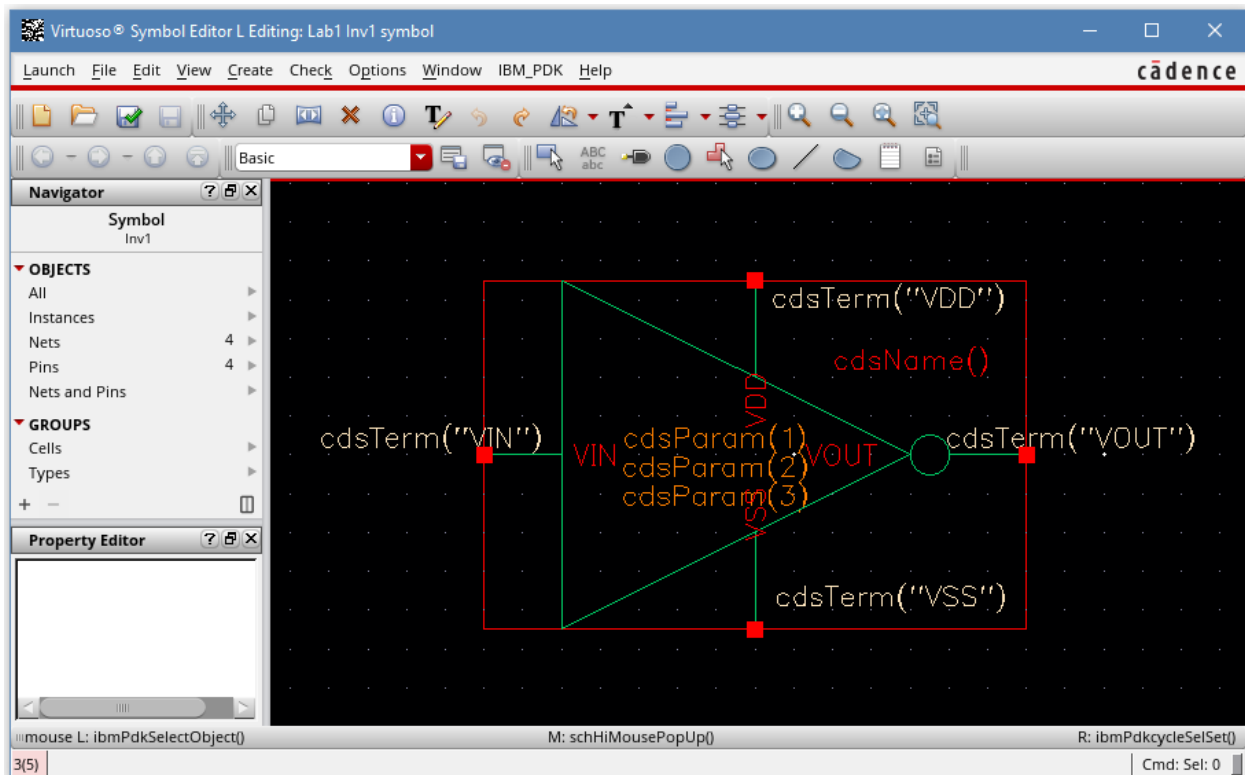 Virtuoso® Symbol Editor L Editing: Lab1 Inv1 symbol
Launch File Edit View Create Check Options Window IBM_PDK Help
cādence
T
T
Basic
ABC
abc
Navigator
?
Symbol
Inv1
OBJECTS
All
Instances
Nets 4
Pins 4
Nets and Pins
GROUPS
Cells
Types
Property Editor
?
cdsTerm("VDD")
cdsName()
VDD
cdsTerm("VIN")
VIN
cdsParam(1)
cdsParam(2)
cdsParam(3)
VOUT
cdsTerm("VOUT")
VSS
cdsTerm("VSS")
mouse L: ibmPdkSelectObject()
M: schHiMousePopUp()
R: ibmPdkcycleSelSet()
3(5)
Cmd: Sel: 0